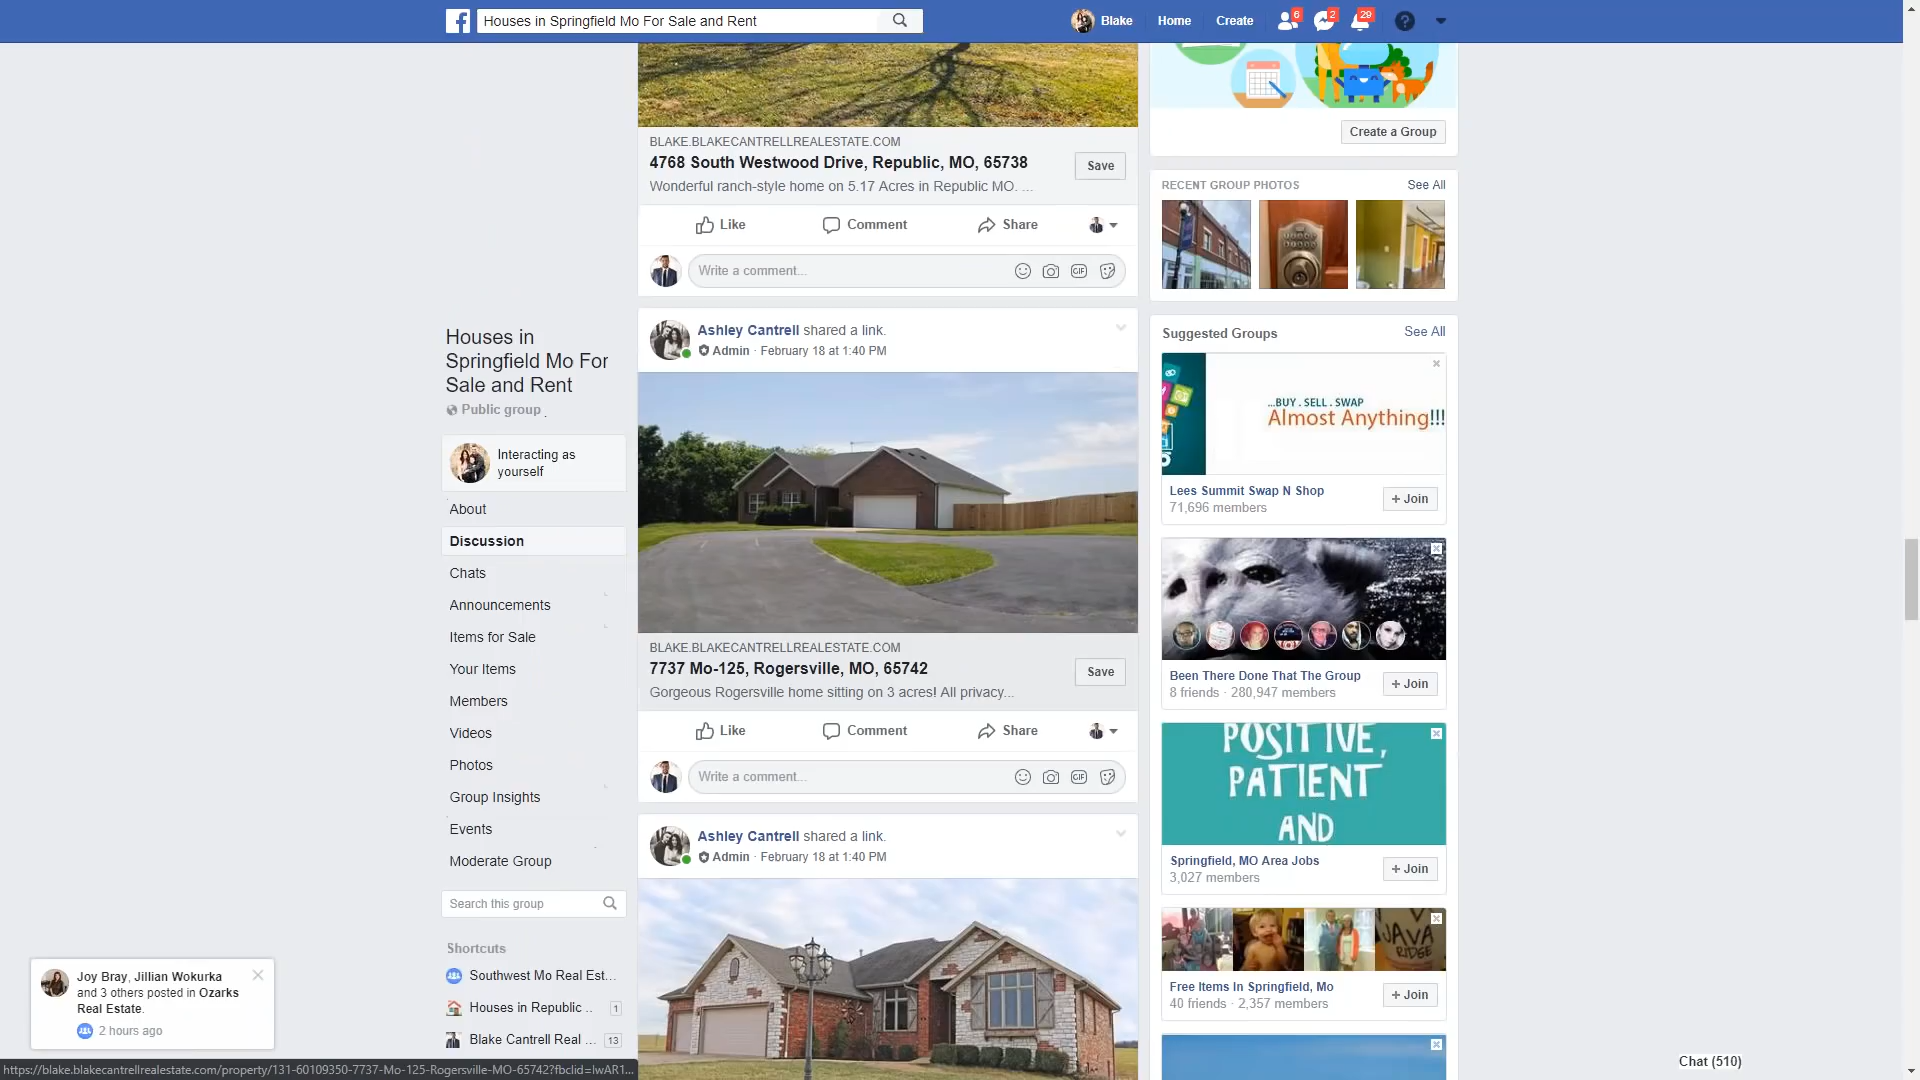 Houses in Springfield Mo For Sale and Rent
Blake
Home
Create
6
2
29
BLAKE.BLAKECANTRELLREALESTATE.COM
4768 South Westwood Drive, Republic, MO, 65738
Save
Wonderful ranch-style home on 5.17 Acres in Republic MO. ...
Like
Comment
Share
Write a comment...
GIF
Ashley Cantrell shared a link.
Admin · February 18 at 1:40 PM
BLAKE.BLAKECANTRELLREALESTATE.COM
7737 Mo-125, Rogersville, MO, 65742
Save
Gorgeous Rogersville home sitting on 3 acres! All privacy...
Like
Comment
Share
Write a comment...
GIF
Ashley Cantrell shared a link.
Admin · February 18 at 1:40 PM
Houses in
Springfield Mo For
Sale and Rent
Public group
Interacting as
yourself
About
Discussion
Chats
Announcements
Items for Sale
Your Items
Members
Videos
Photos
Group Insights
Events
Moderate Group
Search this group
Shortcuts
Southwest Mo Real Est...
Houses in Republic ..
1
Blake Cantrell Real ...
13
Joy Bray, Jillian Wokurka
and 3 others posted in Ozarks
Real Estate.
2 hours ago
https://blake.blakecantrellrealestate.com/property/131-60109350-7737-Mo-125-Rogersville-MO-65742?fbclid=IwAR1...
Create a Group
RECENT GROUP PHOTOS
See All
Suggested Groups
See All
...BUY . SELL . SWAP
Almost Anything!!!
Lees Summit Swap N Shop
71,696 members
+ Join
Been There Done That The Group
8 friends · 280,947 members
+ Join
POSITIVE,
PATIENT
AND
Springfield, MO Area Jobs
3,027 members
+ Join
JAVA
RIDGE
Free Items In Springfield, Mo
40 friends · 2,357 members
+ Join
Chat (510)